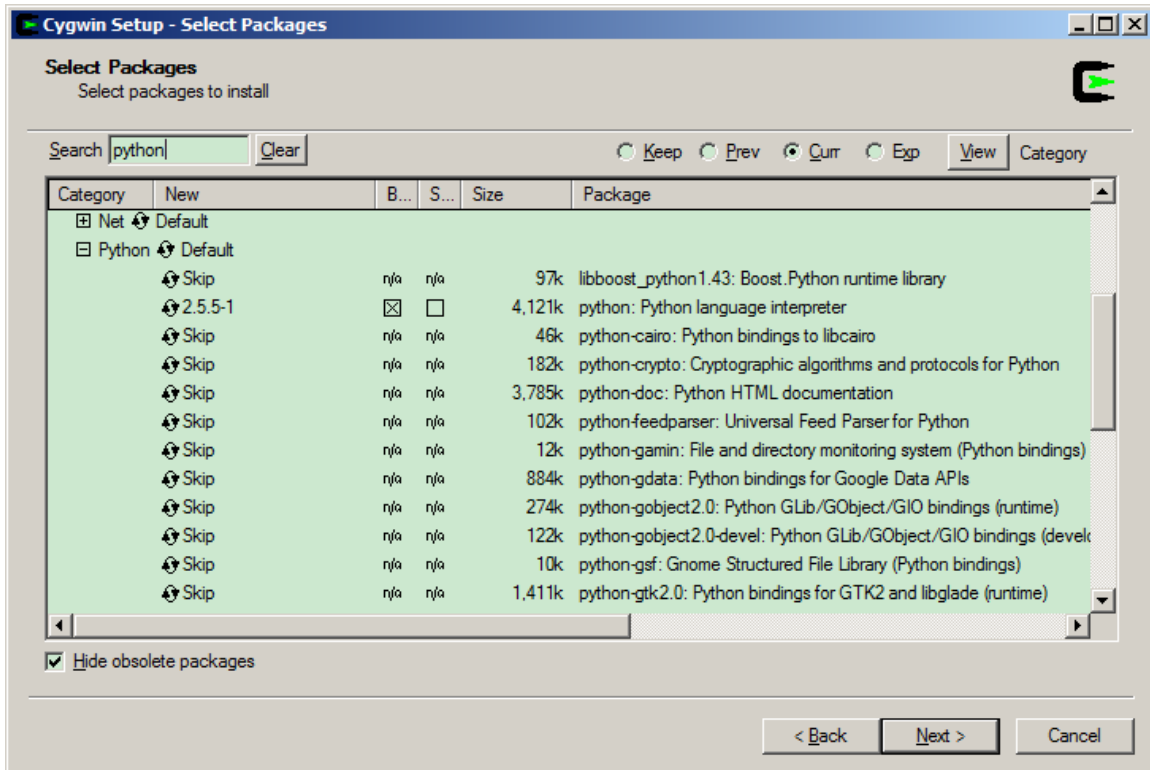 Cygwin Setup - Select Packages
Select Packages
Select packages to install
Search python Clear Keep Prev Curr Exp View Category
Category New B... S... Size Package
Net Default
Python Default
Skip n/a n/a 97k libboost_python1.43: Boost.Python runtime library
2.5.5-1 4,121k python: Python language interpreter
Skip n/a n/a 46k python-cairo: Python bindings to libcairo
Skip n/a n/a 182k python-crypto: Cryptographic algorithms and protocols for Python
Skip n/a n/a 3,785k python-doc: Python HTML documentation
Skip n/a n/a 102k python-feedparser: Universal Feed Parser for Python
Skip n/a n/a 12k python-gamin: File and directory monitoring system (Python bindings)
Skip n/a n/a 884k python-gdata: Python bindings for Google Data APIs
Skip n/a n/a 274k python-gobject2.0: Python GLib/GObject/GIO bindings (runtime)
Skip n/a n/a 122k python-gobject2.0-devel: Python GLib/GObject/GIO bindings (develo
Skip n/a n/a 10k python-gsf: Gnome Structured File Library (Python bindings)
Skip n/a n/a 1,411k python-gtk2.0: Python bindings for GTK2 and libglade (runtime)
Hide obsolete packages
< Back Next > Cancel